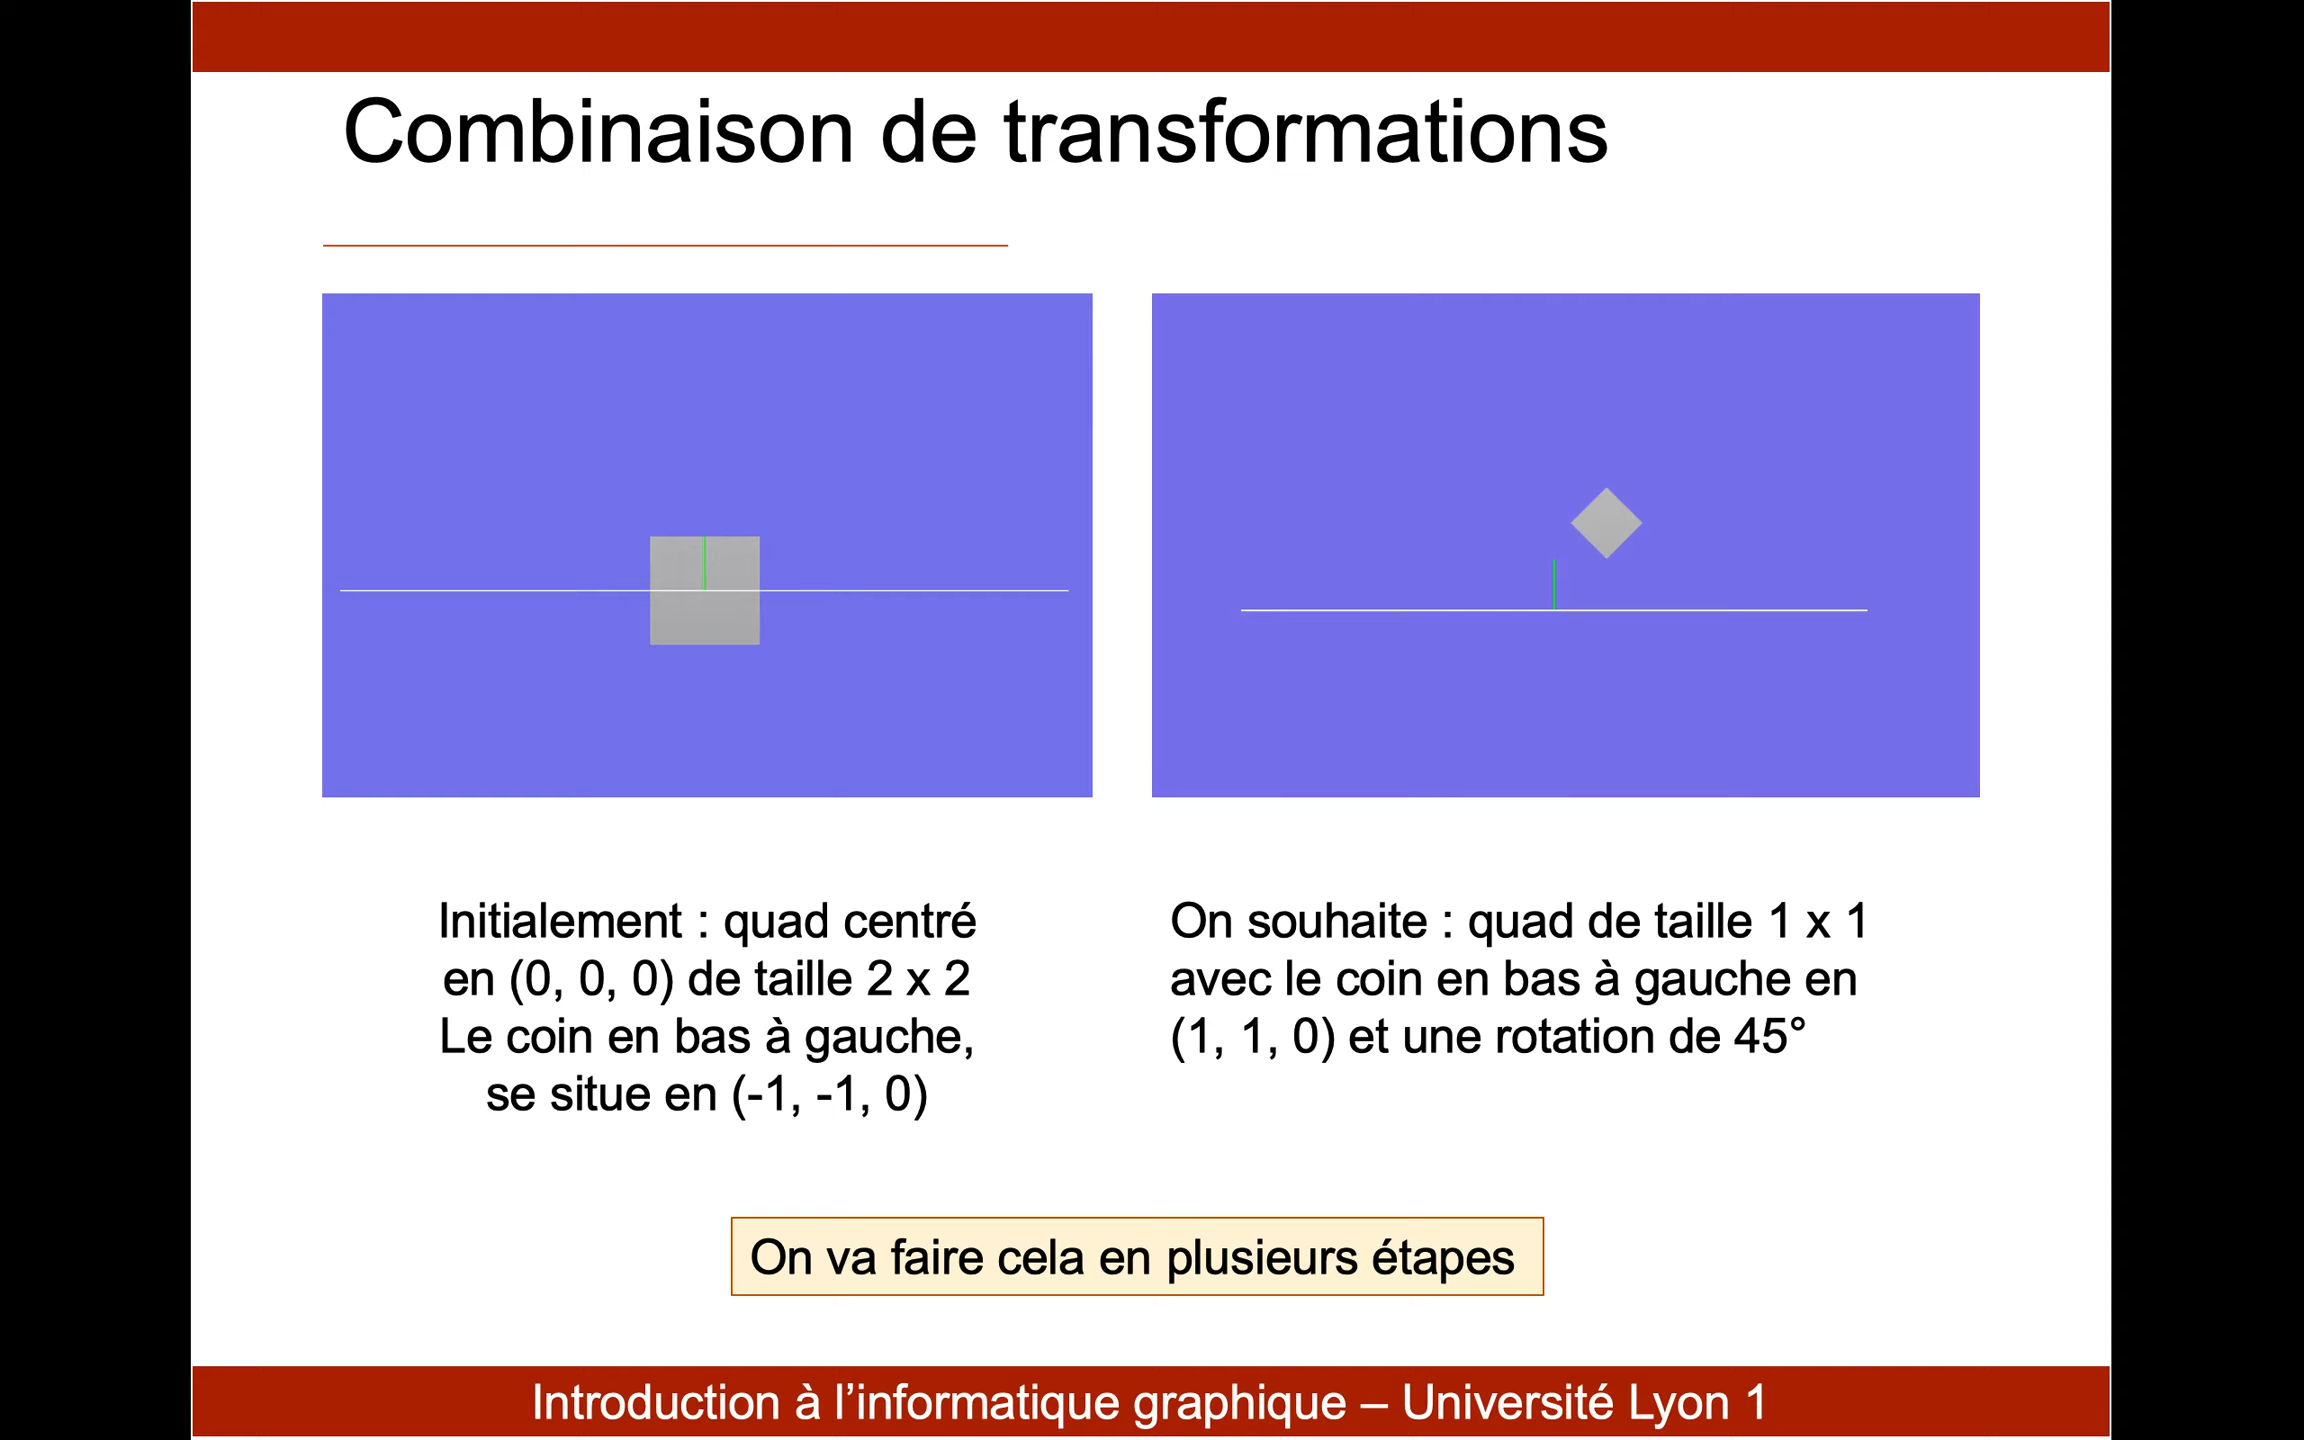 Combinaison de transformations
Initialement : quad centré
en (0, 0, 0) de taille 2 x 2
Le coin en bas à gauche,
se situe en (-1, -1, 0)
On souhaite : quad de taille 1 x 1
avec le coin en bas à gauche en
(1, 1, 0) et une rotation de 45°
On va faire cela en plusieurs étapes
Introduction à l’informatique graphique – Université Lyon 1